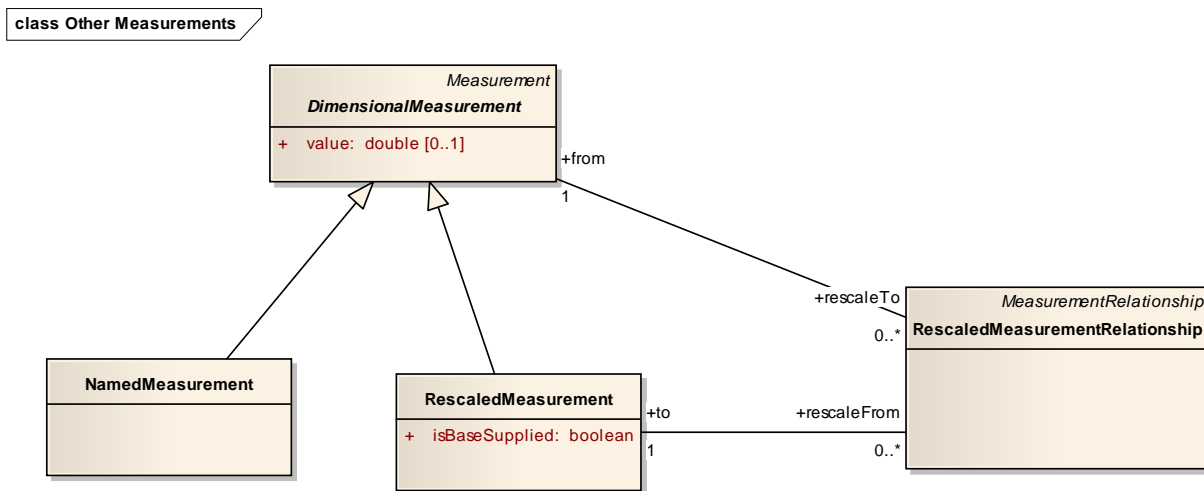 class Other Measurements
Measurement
DimensionalMeasurement
+ value: double [0..1]
+from
1
+rescaleTo
0..*
MeasurementRelationship
RescaledMeasurementRelationship
NamedMeasurement
RescaledMeasurement
+ isBaseSupplied: boolean
+to
1
+rescaleFrom
0..*